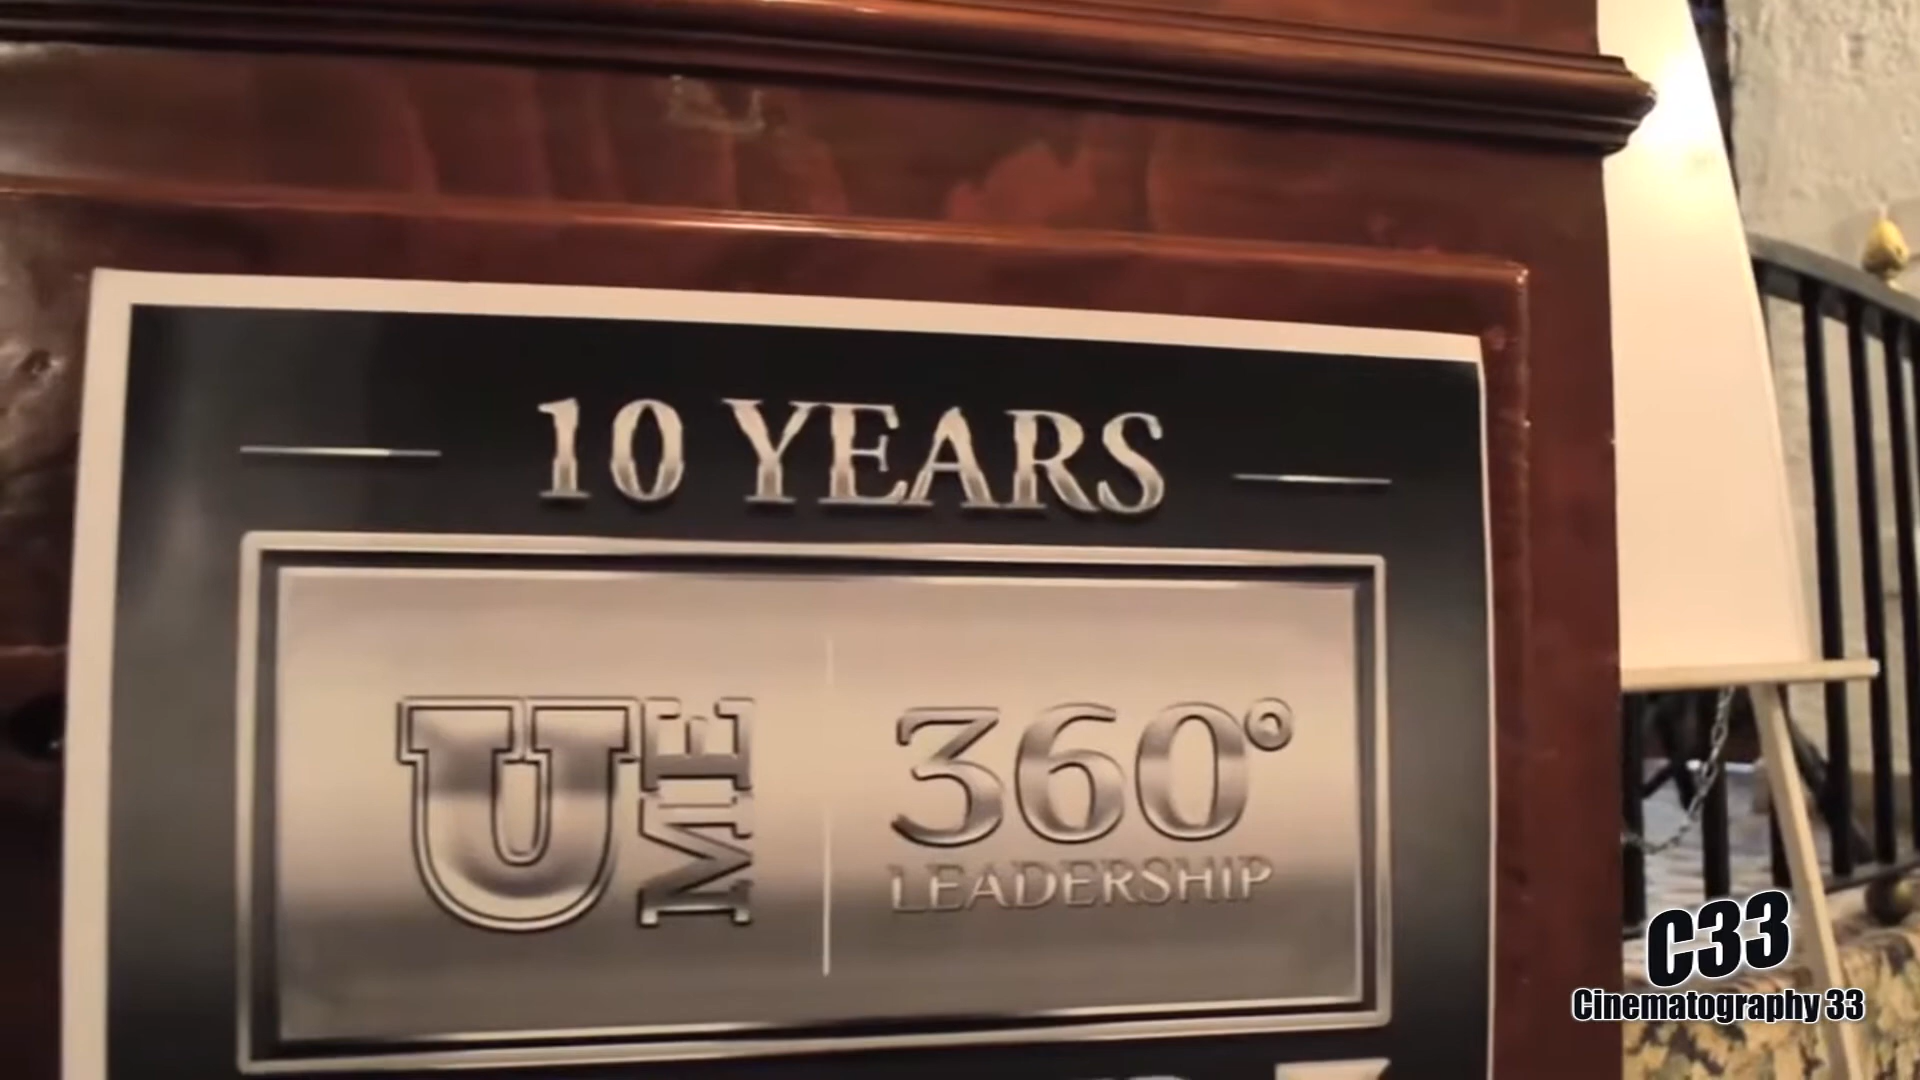 10 YEARS
U ME
360°
LEADERSHIP
C33
Cinematography 33